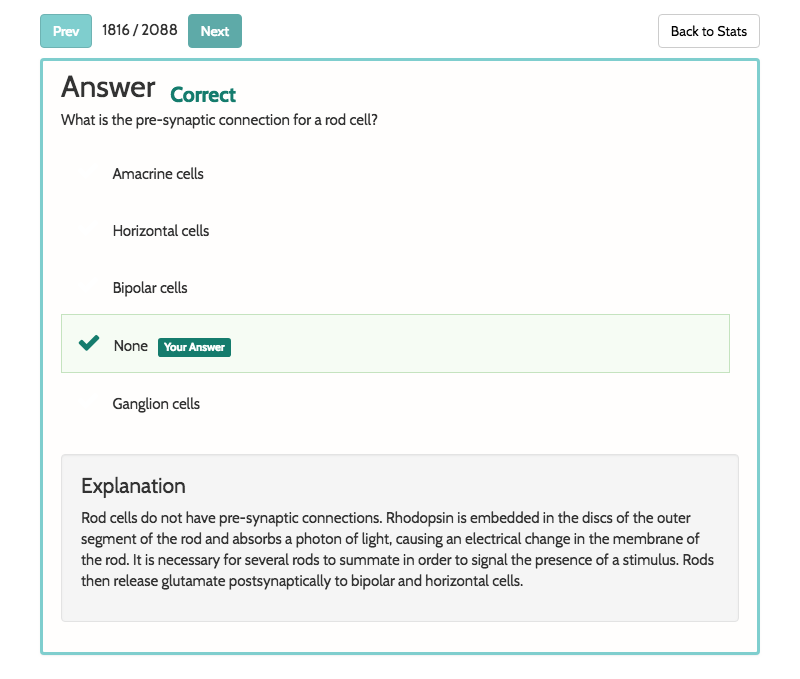 Prev 1816 / 2088 Next Back to Stats
Answer Correct
What is the pre-synaptic connection for a rod cell?
Amacrine cells
Horizontal cells
Bipolar cells
None Your Answer
Ganglion cells
Explanation
Rod cells do not have pre-synaptic connections. Rhodopsin is embedded in the discs of the outer
segment of the rod and absorbs a photon of light, causing an electrical change in the membrane of
the rod. It is necessary for several rods to summate in order to signal the presence of a stimulus. Rods
then release glutamate postsynaptically to bipolar and horizontal cells.